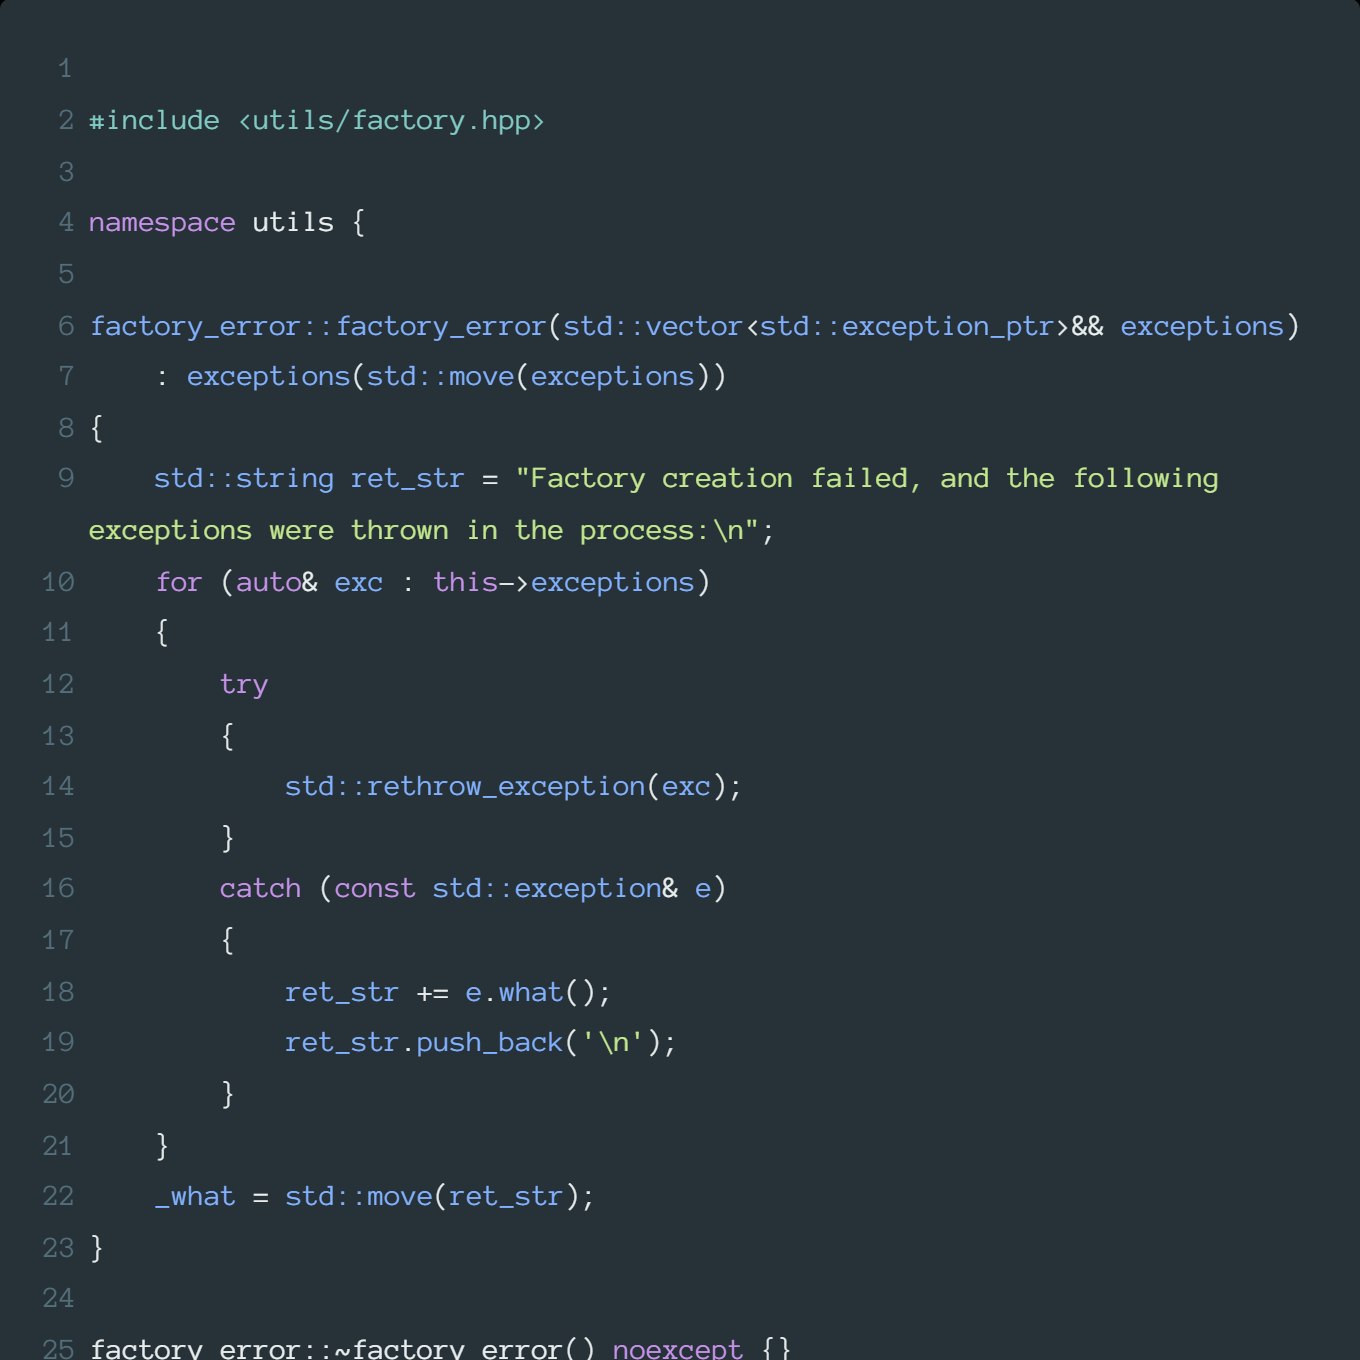 1
2 #include <utils/factory.hpp>
3
4 namespace utils {
5
6 factory_error::factory_error(std::vector<std::exception_ptr>&& exceptions)
7     : exceptions(std::move(exceptions))
8 {
9     std::string ret_str = "Factory creation failed, and the following
exceptions were thrown in the process:\n";
10     for (auto& exc : this->exceptions)
11     {
12         try
13         {
14             std::rethrow_exception(exc);
15         }
16         catch (const std::exception& e)
17         {
18             ret_str += e.what();
19             ret_str.push_back('\n');
20         }
21     }
22     _what = std::move(ret_str);
23 }
24
25 factory_error::~factory_error() noexcept {}